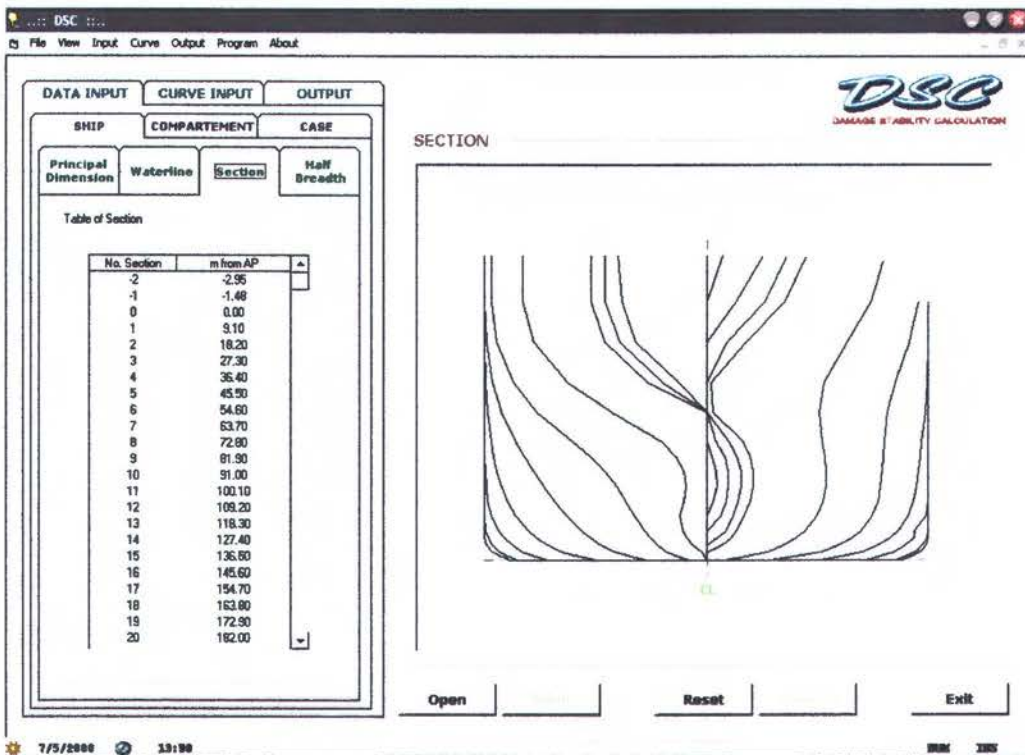 ..:: DSC ::..
File View Input Curve Output Program About
DATA INPUT CURVE INPUT OUTPUT
SHIP COMPARTEMENT CASE
Principal Dimension Waterline Section Half Breadth
Table of Section
No. Section m from AP
-2 -2.95
-1 -1.48
0 0.00
1 9.10
2 18.20
3 27.30
4 36.40
5 45.50
6 54.60
7 63.70
8 72.80
9 81.90
10 91.00
11 100.10
12 109.20
13 118.30
14 127.40
15 136.50
16 145.60
17 154.70
18 163.80
19 172.90
20 182.00
DSC
DAMAGE STABILITY CALCULATION
SECTION
CL
Open Reset Exit
7/5/2000 13:90
NUM INS